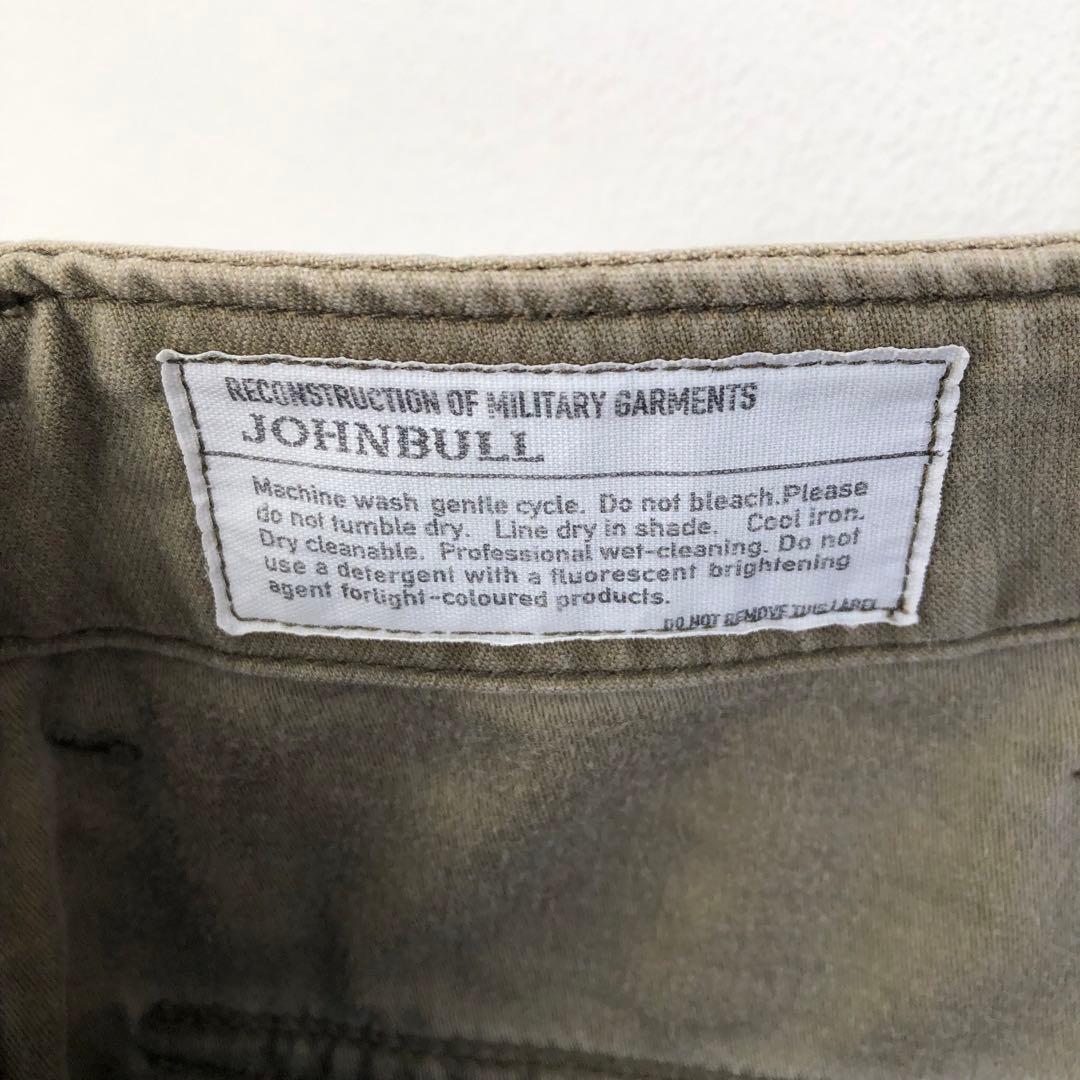 RECONSTRUCTION OF MILITARY GARMENTS
JOHNBULL
Machine wash gentle cycle. Do not bleach.Please
do not tumble dry. Line dry in shade. Cool iron.
Dry cleanable. Professional wet-cleaning. Do not
use a detergent with a fluorescent brightening
agent forlight-coloured products.
DO NOT REMOVE THIS LABEL